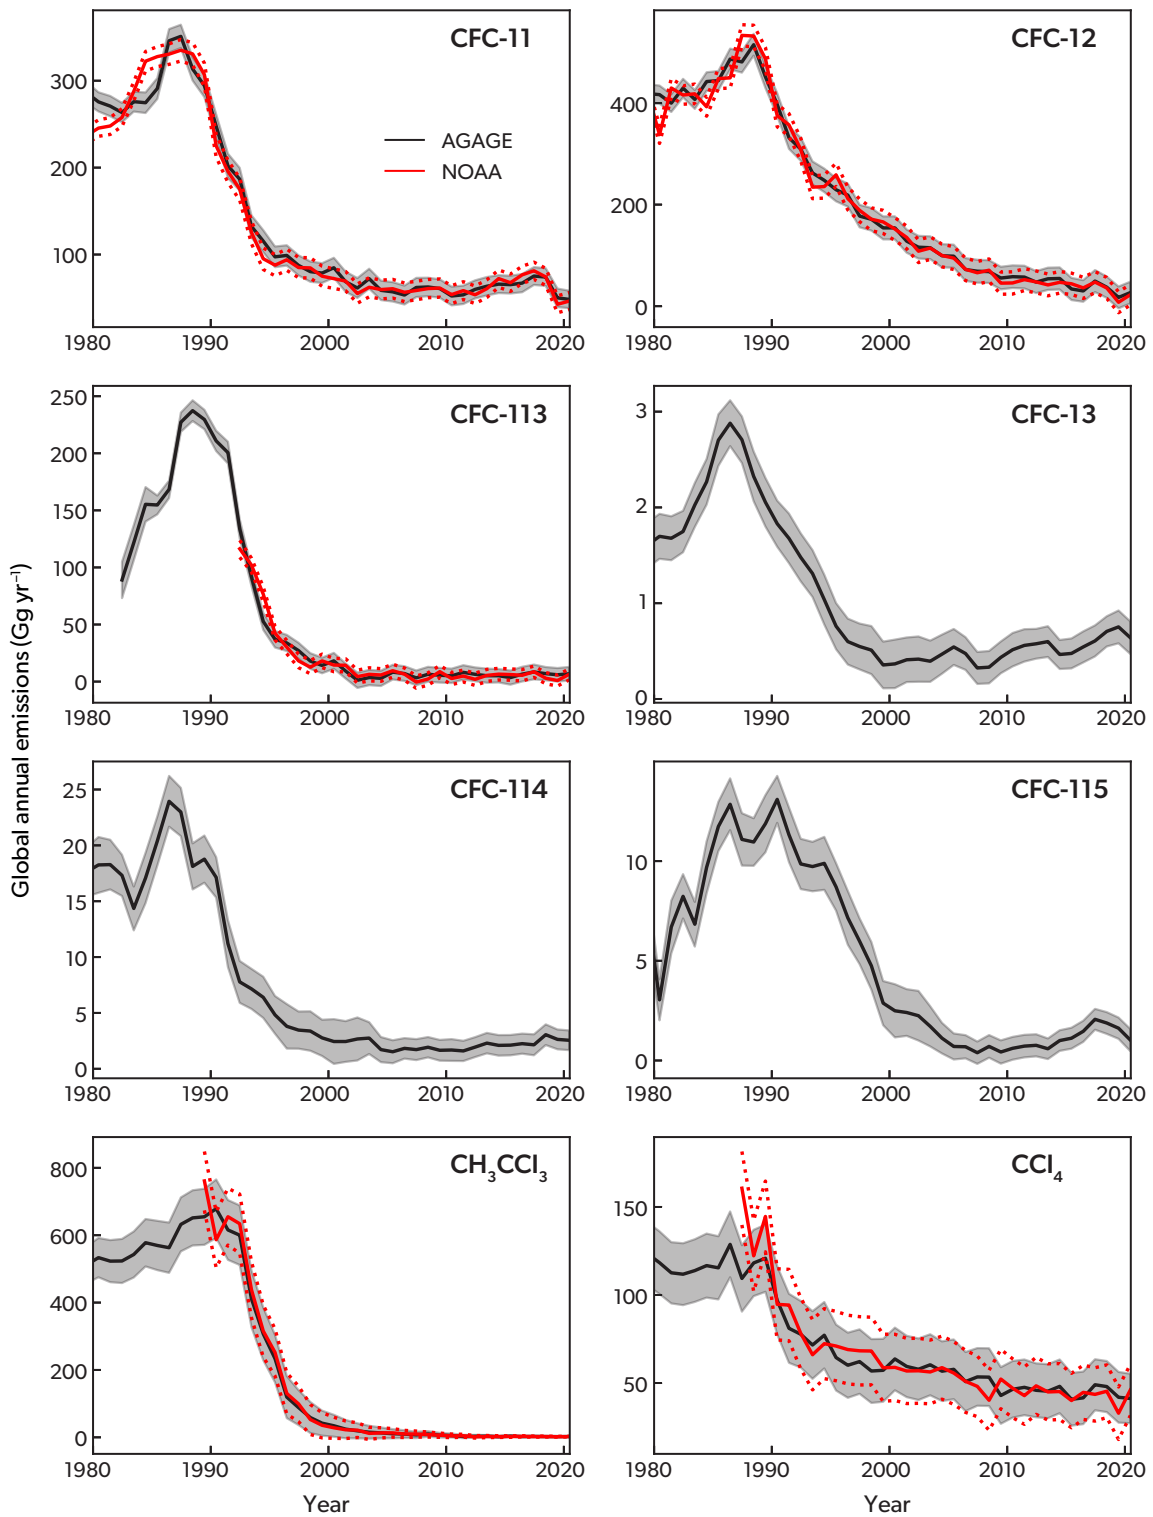 Global annual emissions (Gg yr⁻¹)
CFC-11
300
200
100
AGAGE
NOAA
1980 1990 2000 2010 2020
CFC-12
400
200
0
1980 1990 2000 2010 2020
CFC-113
250
200
150
100
50
0
1980 1990 2000 2010 2020
CFC-13
3
2
1
0
1980 1990 2000 2010 2020
CFC-114
25
20
15
10
5
0
1980 1990 2000 2010 2020
CFC-115
10
5
0
1980 1990 2000 2010 2020
CH₃CCl₃
800
600
400
200
0
1980 1990 2000 2010 2020
Year
CCl₄
150
100
50
1980 1990 2000 2010 2020
Year